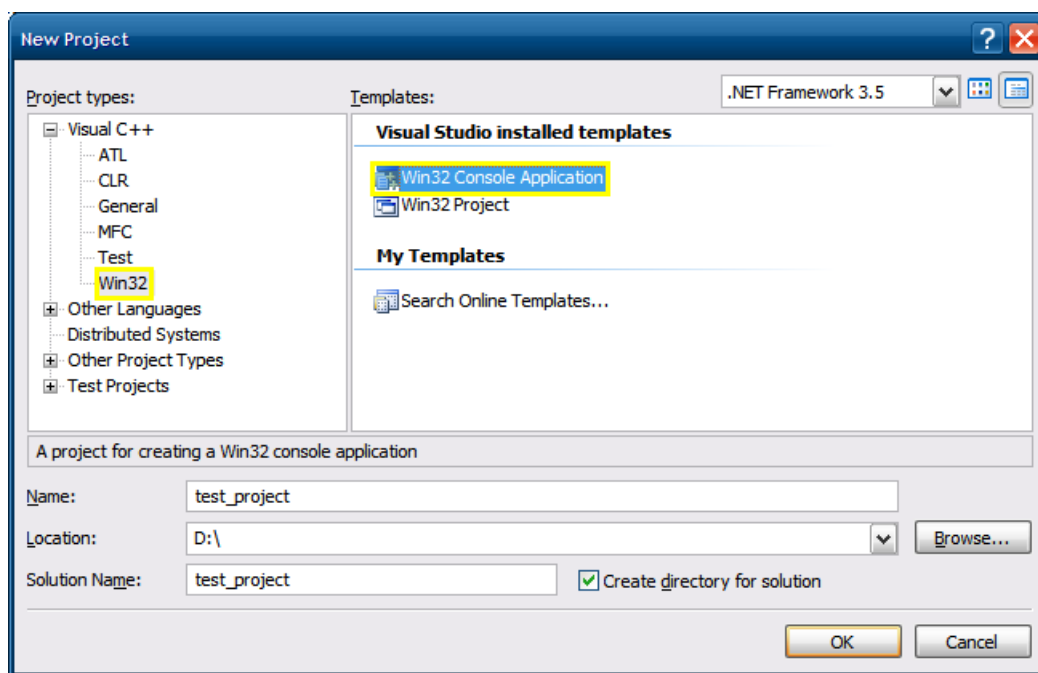 New Project
Project types:
Templates:
.NET Framework 3.5
Visual C++
ATL
CLR
General
MFC
Test
Win32
Other Languages
Distributed Systems
Other Project Types
Test Projects
Visual Studio installed templates
Win32 Console Application
Win32 Project
My Templates
Search Online Templates...
A project for creating a Win32 console application
Name:
test_project
Location:
D:\
Browse...
Solution Name:
test_project
Create directory for solution
OK
Cancel